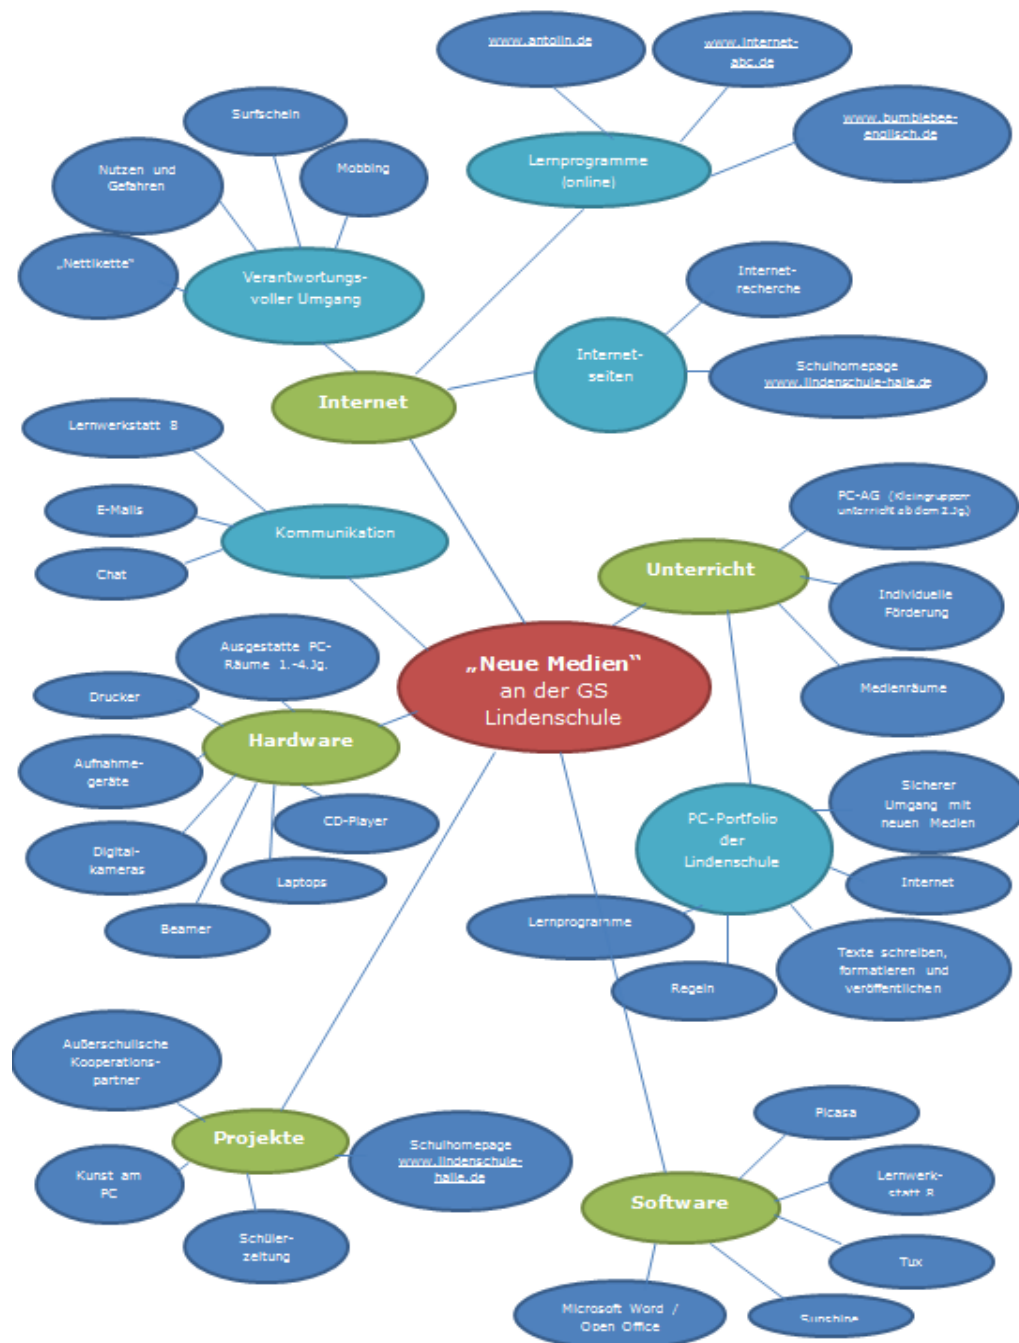 www.antolin.de
www.internet-
abc.de
www.bumblebee-
englisch.de
Surfschein
Mobbing
Nutzen und
Gefahren
„Nettikette“
Lernprogramme
(online)
Verantwortungs-
voller Umgang
Internet-
recherche
Internet-
seiten
Schulhomepage
www.lindenschule-halle.de
Internet
Lernwerkstatt 8
E-Mails
Chat
Kommunikation
PC-AG (Kleingruppen
unterricht ab dem 2.Jg.)
Unterricht
Individuelle
Förderung
Medienräume
„Neue Medien“
an der GS
Lindenschule
Ausgestatte PC-
Räume 1.-4.Jg.
Drucker
Hardware
Aufnahme-
geräte
CD-Player
Digital-
kameras
Laptops
Beamer
PC-Portfolio
der
Lindenschule
Sicherer
Umgang mit
neuen Medien
Internet
Lernprogramme
Regeln
Texte schreiben,
formatieren und
veröffentlichen
Außerschulische
Kooperations-
partner
Projekte
Kunst am
PC
Schüler-
zeitung
Schulhomepage
www.lindenschule-
halle.de
Picasa
Lernwerk-
statt 8
Software
Tux
Sunshine
Microsoft Word /
Open Office